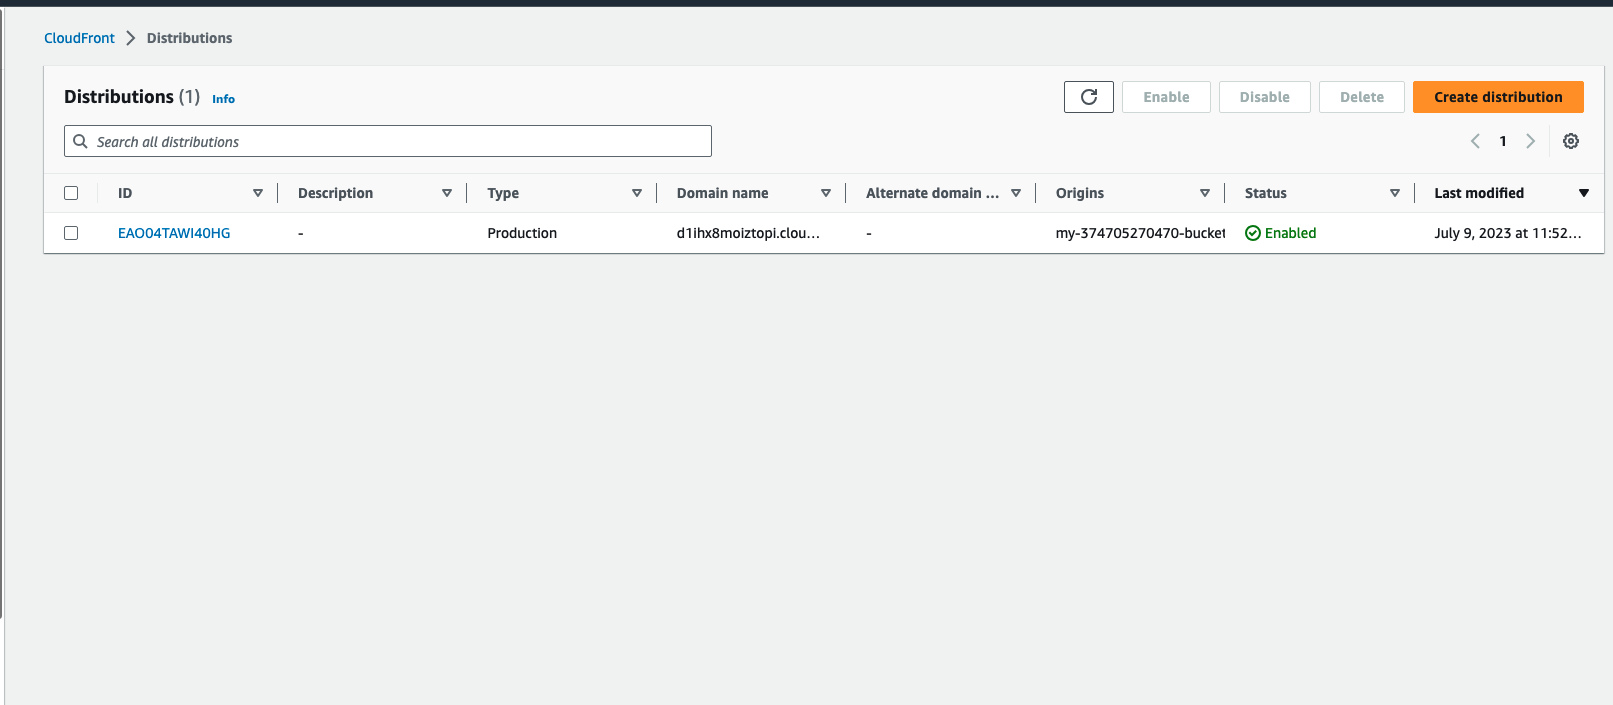 CloudFront Distributions
Distributions (1) Info
Enable Disable Delete Create distribution
Search all distributions
1
ID Description Type Domain name Alternate domain ... Origins Status Last modified
EAO04TAWI40HG - Production d1ihx8moiztopi.clou... - my-374705270470-bucket Enabled July 9, 2023 at 11:52...